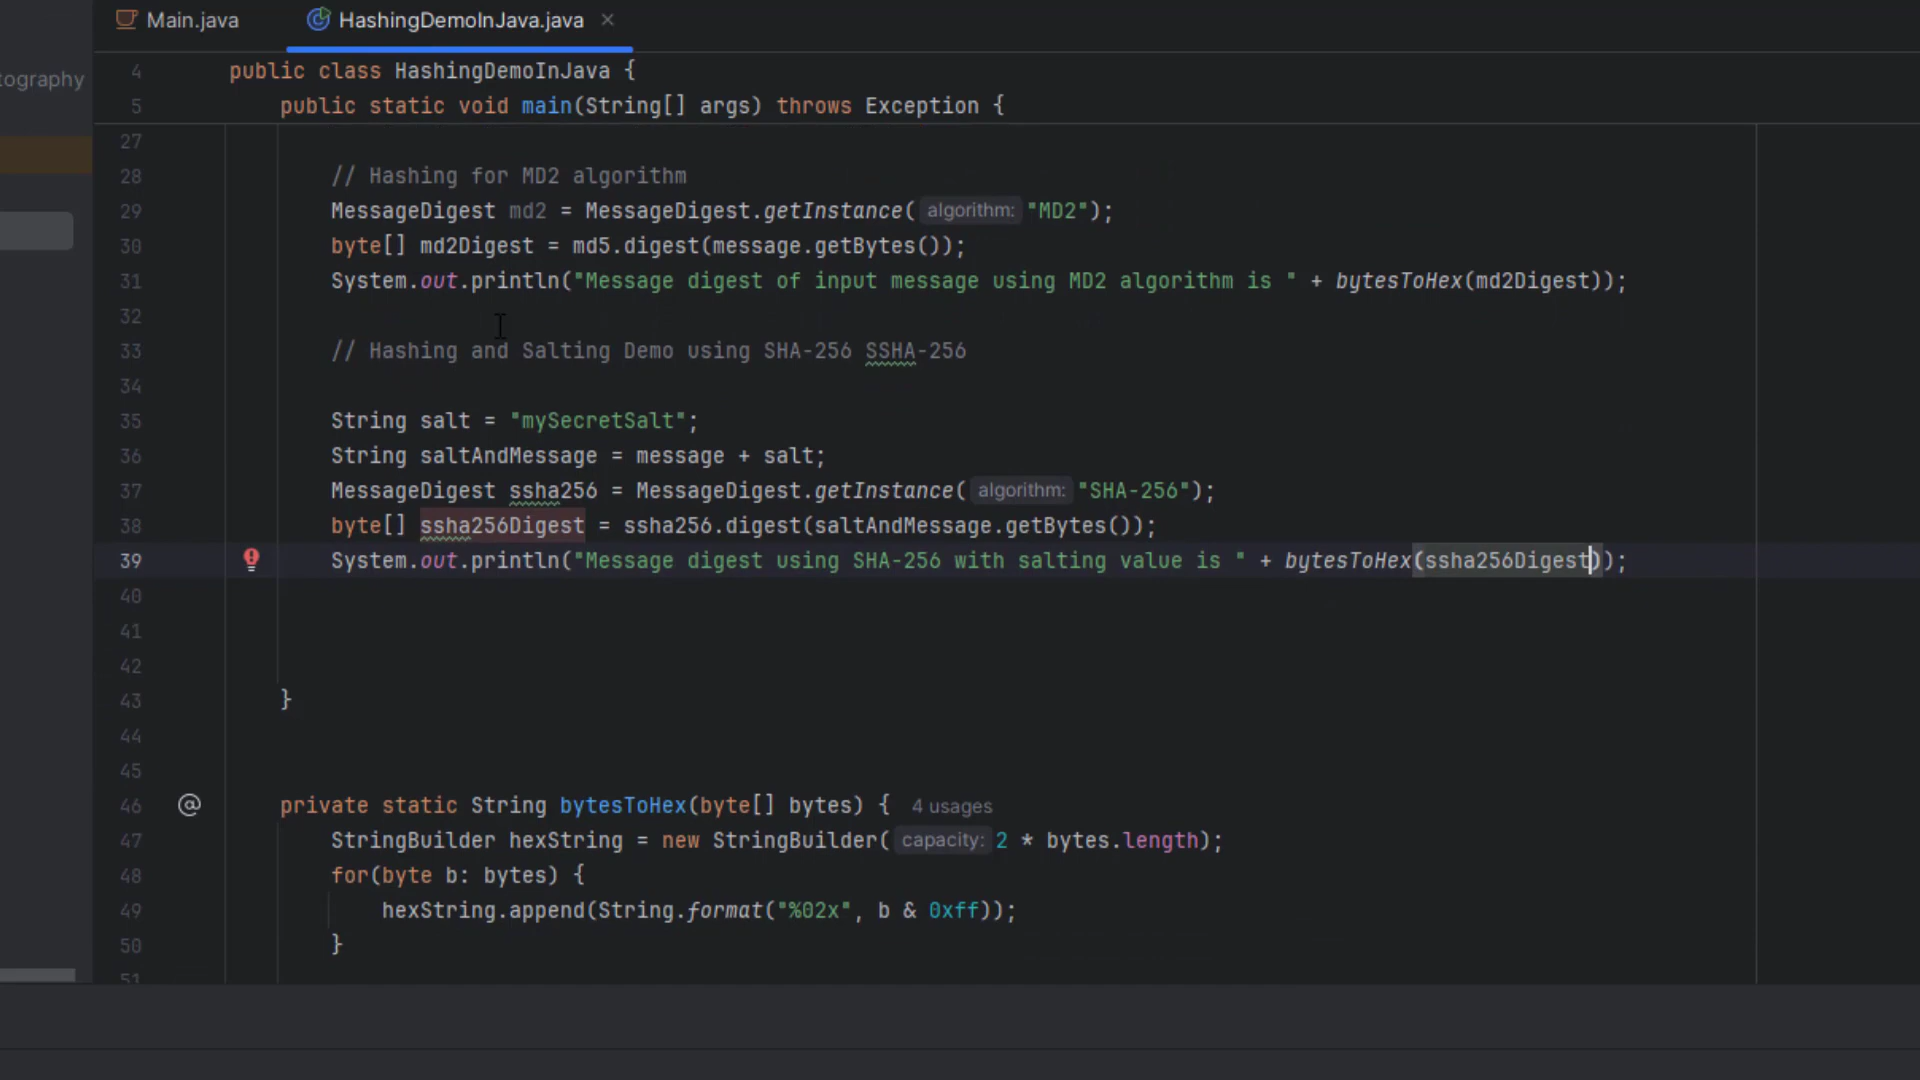 Main.java
HashingDemoInJava.java
tography
4 public class HashingDemoInJava {
5 public static void main(String[] args) throws Exception {
27
28 // Hashing for MD2 algorithm
29 MessageDigest md2 = MessageDigest.getInstance( algorithm: "MD2");
30 byte[] md2Digest = md5.digest(message.getBytes());
31 System.out.println("Message digest of input message using MD2 algorithm is " + bytesToHex(md2Digest));
32
33 // Hashing and Salting Demo using SHA-256 SSHA-256
34
35 String salt = "mySecretSalt";
36 String saltAndMessage = message + salt;
37 MessageDigest ssha256 = MessageDigest.getInstance( algorithm: "SHA-256");
38 byte[] ssha256Digest = ssha256.digest(saltAndMessage.getBytes());
39 System.out.println("Message digest using SHA-256 with salting value is " + bytesToHex(ssha256Digest));
40
41
42
43 }
44
45
46 private static String bytesToHex(byte[] bytes) { 4 usages
47 StringBuilder hexString = new StringBuilder( capacity: 2 * bytes.length);
48 for(byte b: bytes) {
49 hexString.append(String.format("%02x", b & 0xff));
50 }
51